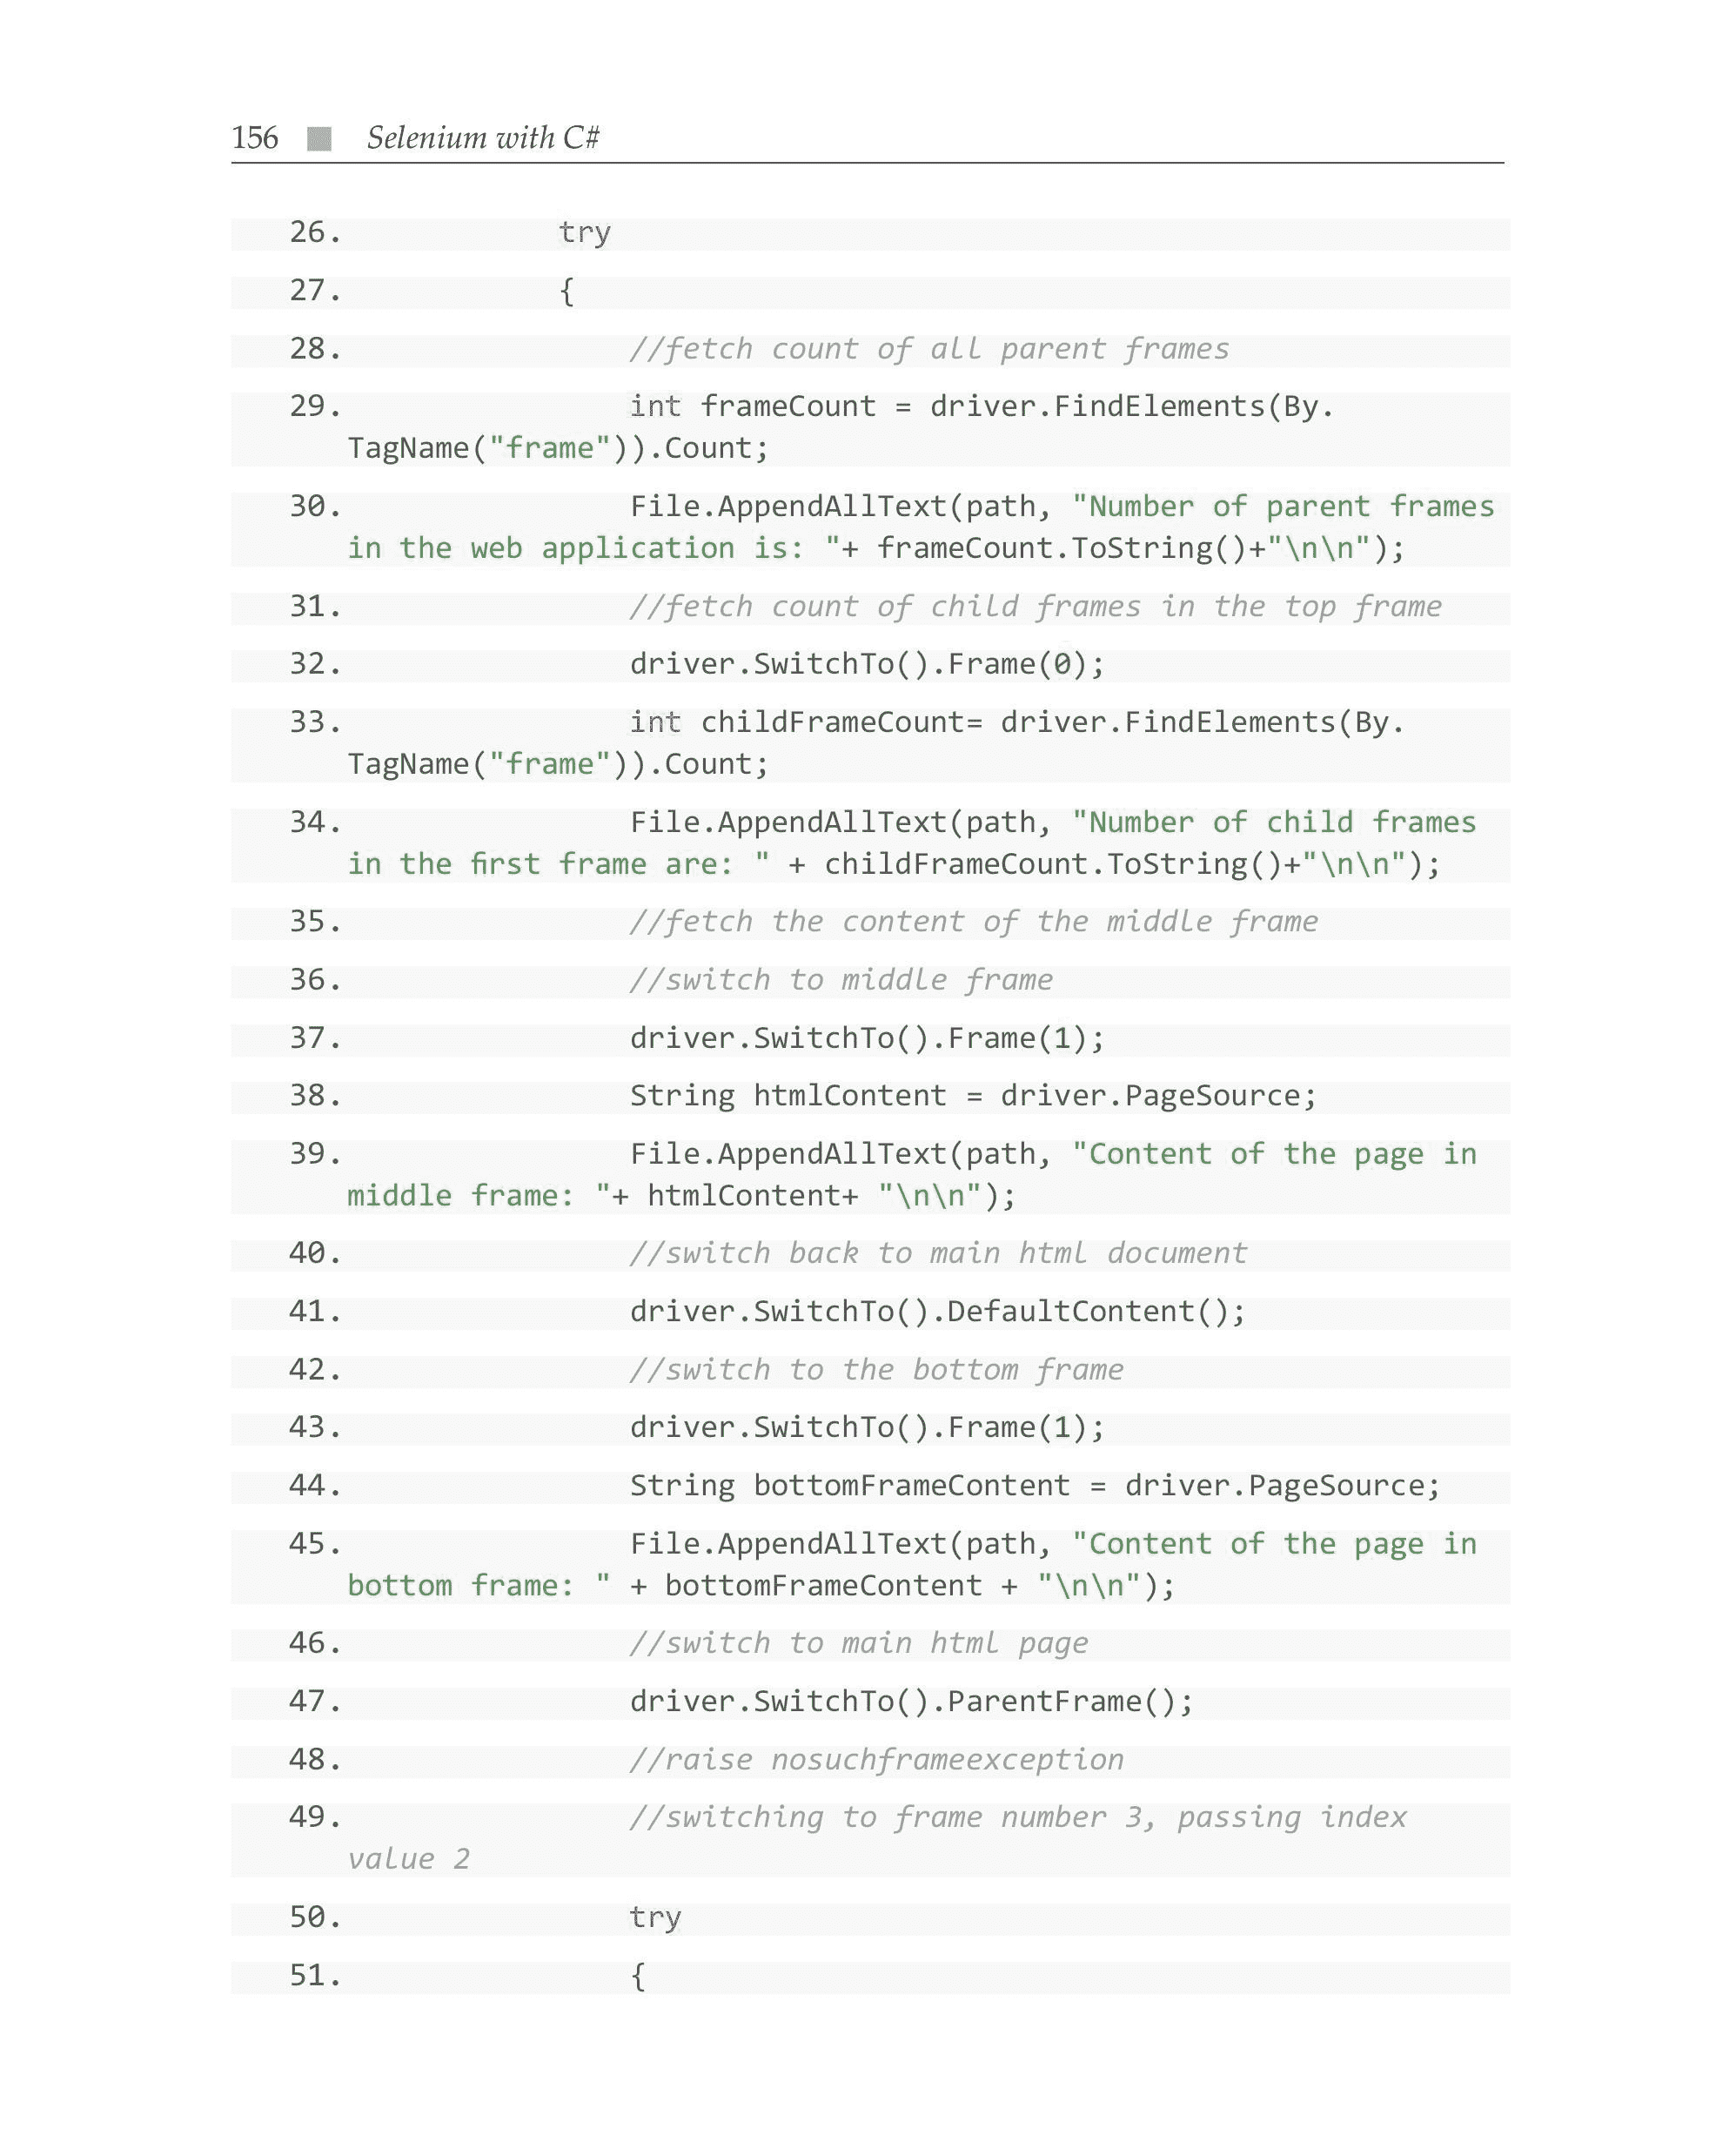 156 Selenium with C#
26. try
27. {
28. //fetch count of all parent frames
29. int frameCount = driver.FindElements(By.
TagName("frame")).Count;
30. File.AppendAllText(path, "Number of parent frames
in the web application is: "+ frameCount.ToString()+"\n\n");
31. //fetch count of child frames in the top frame
32. driver.SwitchTo().Frame(0);
33. int childFrameCount= driver.FindElements(By.
TagName("frame")).Count;
34. File.AppendAllText(path, "Number of child frames
in the first frame are: " + childFrameCount.ToString()+"\n\n");
35. //fetch the content of the middle frame
36. //switch to middle frame
37. driver.SwitchTo().Frame(1);
38. String htmlContent = driver.PageSource;
39. File.AppendAllText(path, "Content of the page in
middle frame: "+ htmlContent+ "\n\n");
40. //switch back to main html document
41. driver.SwitchTo().DefaultContent();
42. //switch to the bottom frame
43. driver.SwitchTo().Frame(1);
44. String bottomFrameContent = driver.PageSource;
45. File.AppendAllText(path, "Content of the page in
bottom frame: " + bottomFrameContent + "\n\n");
46. //switch to main html page
47. driver.SwitchTo().ParentFrame();
48. //raise nosuchframeexception
49. //switching to frame number 3, passing index
value 2
50. try
51. {